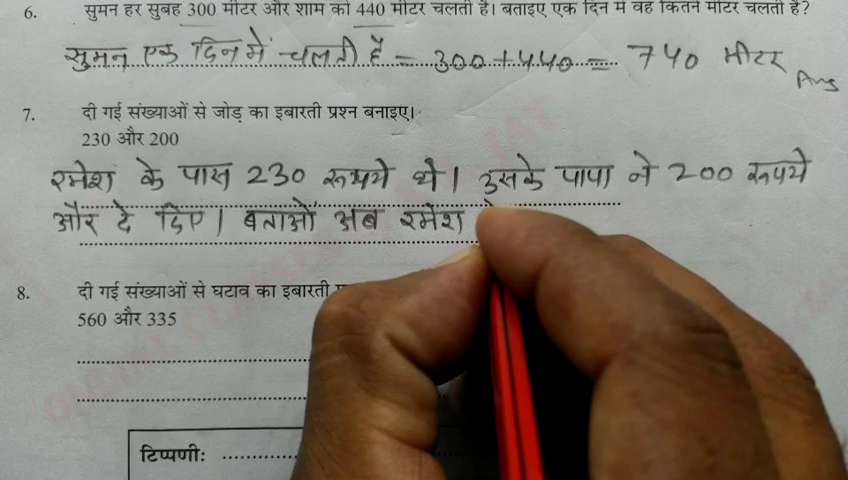 6. सुमन हर सुबह 300 मीटर और शाम को 440 मीटर चलती है। बताइए एक दिन में वह कितने मीटर चलती है?
सुमन एक दिन में चलती है = 300 + 440 = 740 मीटर Ans
7. दी गई संख्याओं से जोड़ का इबारती प्रश्न बनाइए।
230 और 200
रमेश के पास 230 रूपये थे। उसके पापा ने 200 रूपये
और दे दिए। बताओं अब रमेश
8. दी गई संख्याओं से घटाव का इबारती
560 और 335
टिप्पणी: